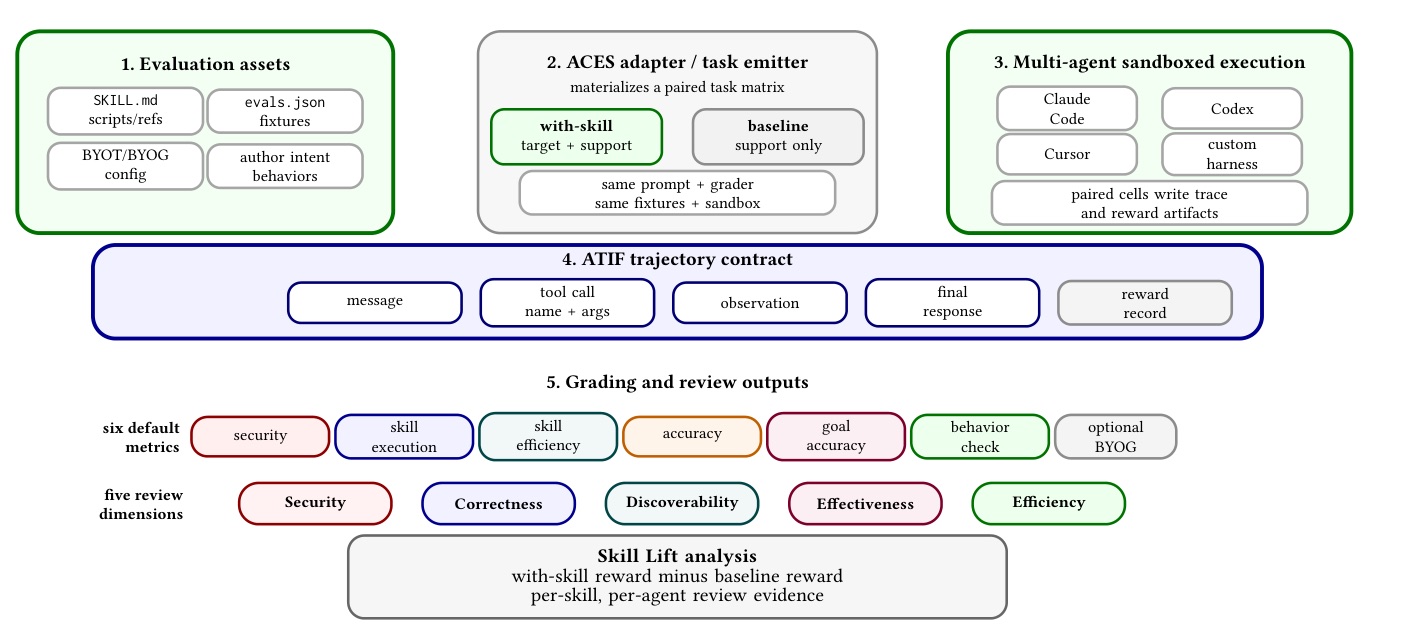 1. Evaluation assets
SKILL.md
scripts/refs
evals.json
fixtures
BYOT/BYOG
config
author intent
behaviors
2. ACES adapter / task emitter
materializes a paired task matrix
with-skill
target + support
baseline
support only
same prompt + grader
same fixtures + sandbox
3. Multi-agent sandboxed execution
Claude
Code
Codex
Cursor
custom
harness
paired cells write trace
and reward artifacts
4. ATIF trajectory contract
message
tool call
name + args
observation
final
response
reward
record
5. Grading and review outputs
six default
metrics
security
skill
execution
skill
efficiency
accuracy
goal
accuracy
behavior
check
optional
BYOG
five review
dimensions
Security
Correctness
Discoverability
Effectiveness
Efficiency
Skill Lift analysis
with-skill reward minus baseline reward
per-skill, per-agent review evidence